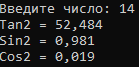 Введите число: 14
Tan2 = 52,484
Sin2 = 0,981
Cos2 = 0,019